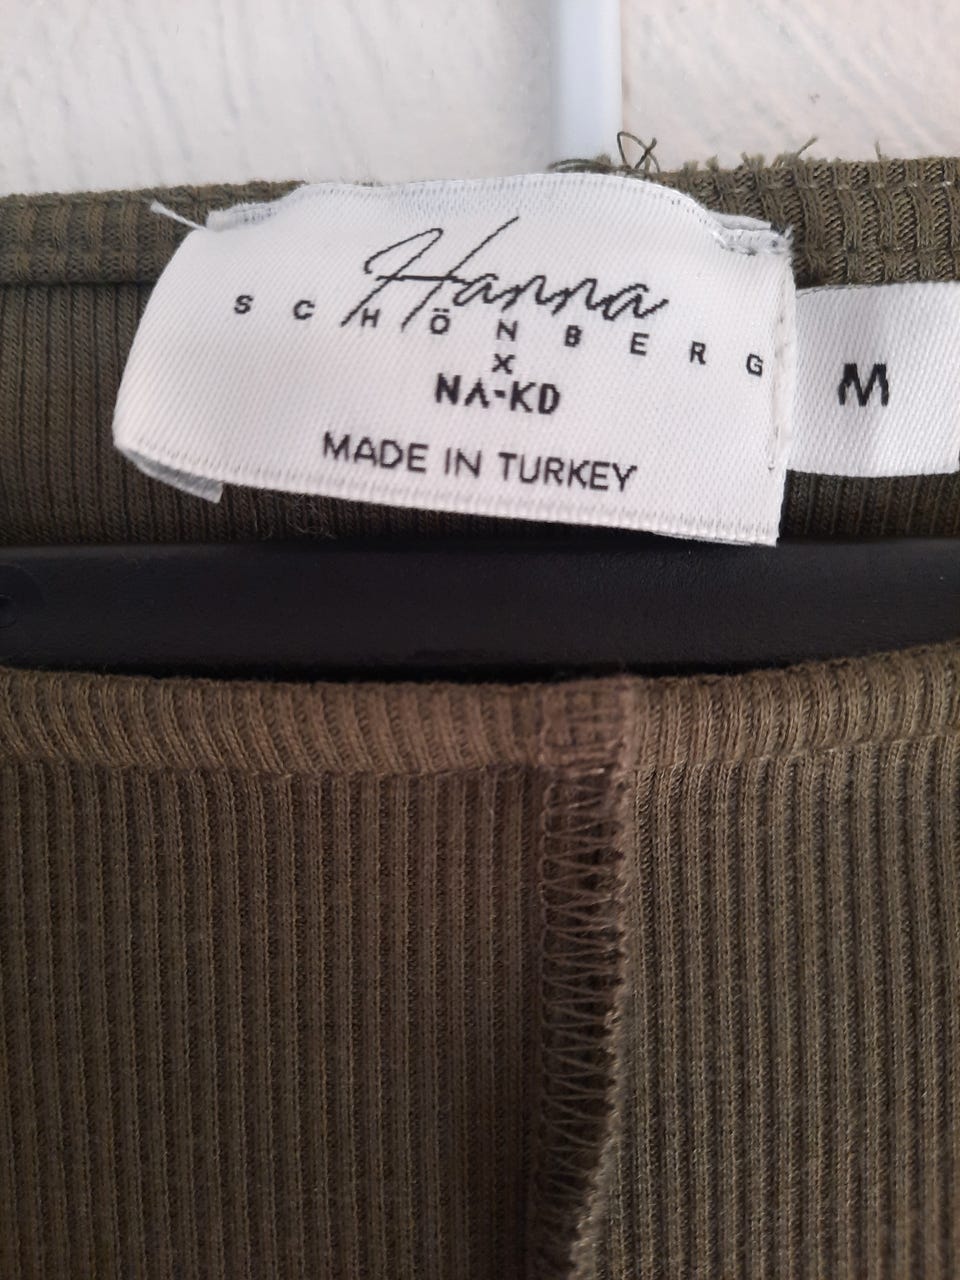 Hanna
SCHÖNBERG
X
NA-KD
MADE IN TURKEY
M